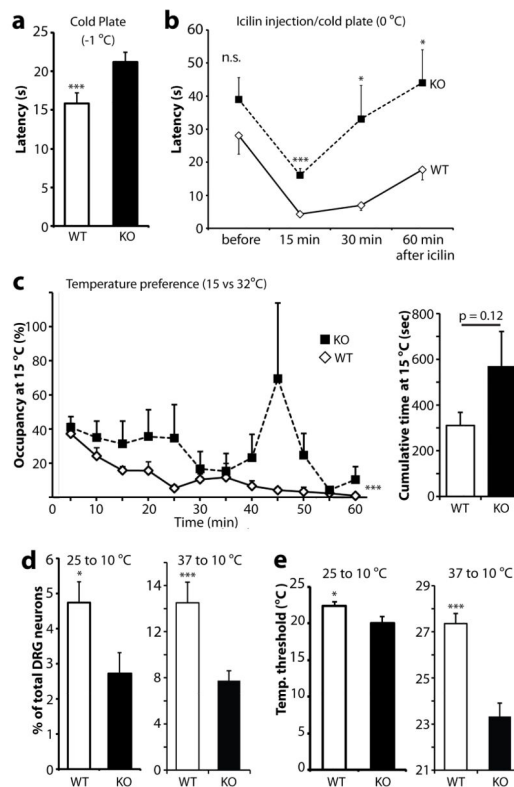 a
Cold Plate
(-1 °C)
Latency (s)
25
20
15
10
5
0
***
WT
KO
b
Icilin injection/cold plate (0 °C)
Latency (s)
60
50
40
30
20
10
0
n.s.
***
*
*
KO
WT
before
15 min
30 min
60 min
after icilin
c
Temperature preference (15 vs 32°C)
Occupancy at 15 °C (%)
100
80
60
40
20
KO
WT
***
0
10
20
30
40
50
60
Time (min)
Cumulative time at 15 °C (sec)
800
600
400
200
0
p = 0.12
WT
KO
d
25 to 10 °C
% of total DRG neurons
6
5
4
3
2
1
0
*
WT
KO
37 to 10 °C
14
12
8
4
0
***
WT
KO
e
25 to 10 °C
Temp. threshold (°C)
25
20
15
10
5
0
*
WT
KO
37 to 10 °C
29
27
25
23
21
***
WT
KO